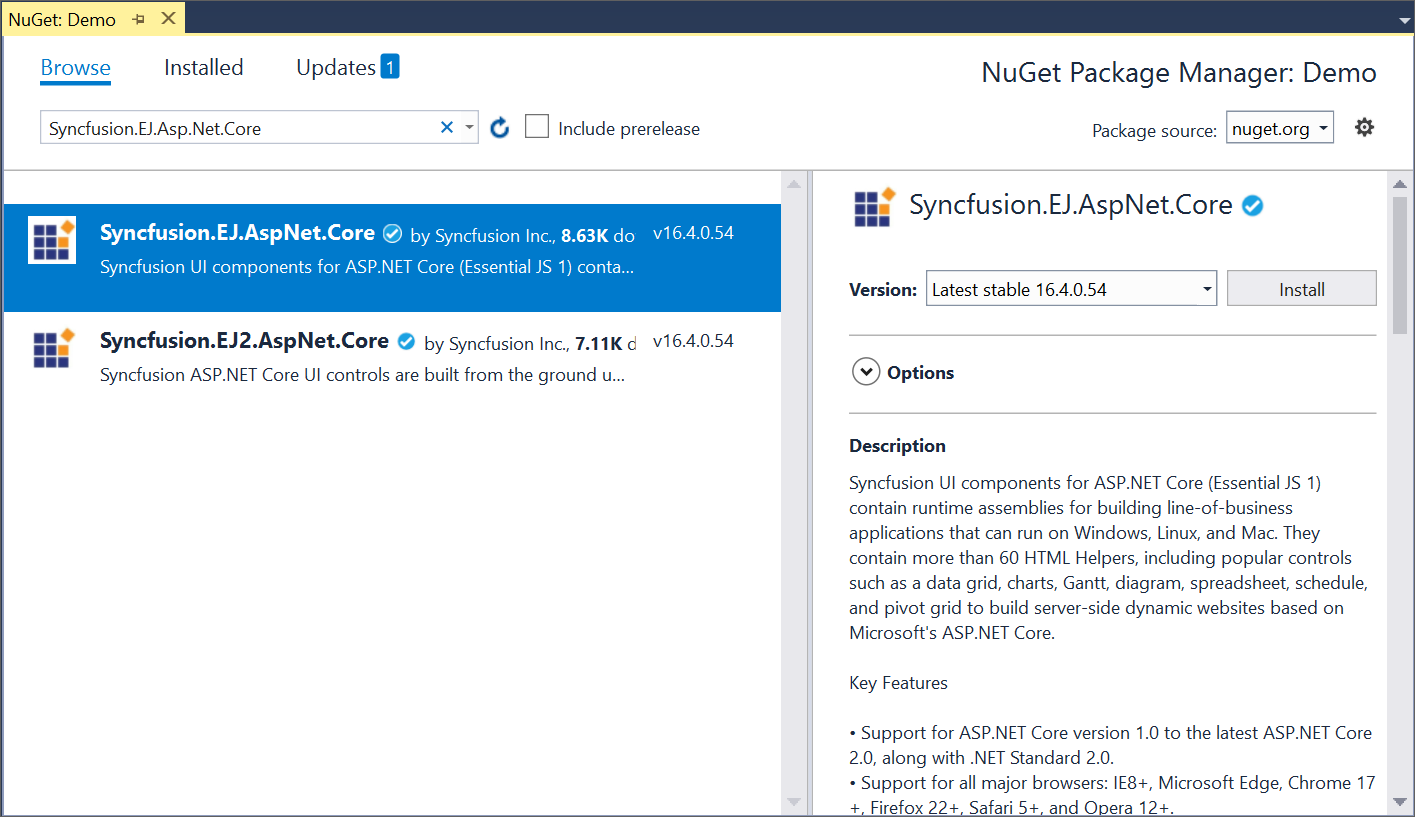 NuGet: Demo
Browse Installed Updates 1
NuGet Package Manager: Demo
Syncfusion.EJ.Asp.Net.Core
Include prerelease
Package source: nuget.org
Syncfusion.EJ.AspNet.Core by Syncfusion Inc., 8.63K do v16.4.0.54
Syncfusion UI components for ASP.NET Core (Essential JS 1) conta...
Syncfusion.EJ2.AspNet.Core by Syncfusion Inc., 7.11K d v16.4.0.54
Syncfusion ASP.NET Core UI controls are built from the ground u...
Syncfusion.EJ.AspNet.Core
Version: Latest stable 16.4.0.54 Install
Options
Description
Syncfusion UI components for ASP.NET Core (Essential JS 1)
contain runtime assemblies for building line-of-business
applications that can run on Windows, Linux, and Mac. They
contain more than 60 HTML Helpers, including popular controls
such as a data grid, charts, Gantt, diagram, spreadsheet, schedule,
and pivot grid to build server-side dynamic websites based on
Microsoft's ASP.NET Core.
Key Features
• Support for ASP.NET Core version 1.0 to the latest ASP.NET Core
2.0, along with .NET Standard 2.0.
• Support for all major browsers: IE8+, Microsoft Edge, Chrome 17
+, Firefox 22+, Safari 5+, and Opera 12+.